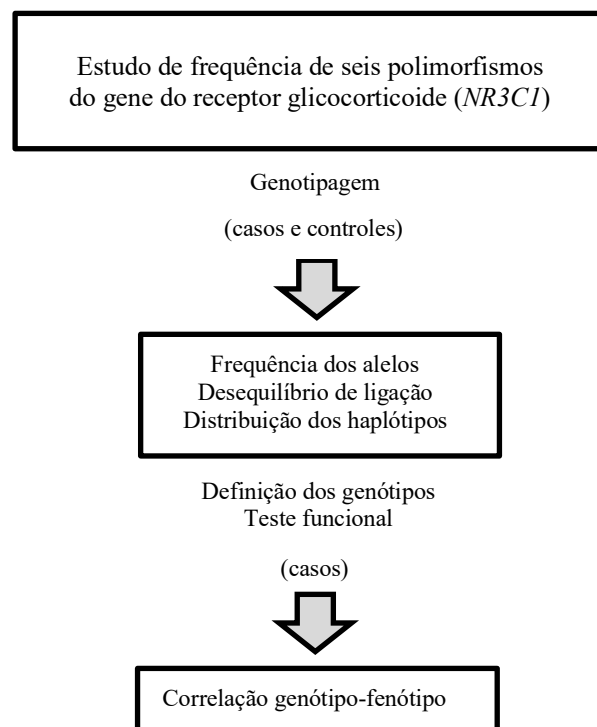 Estudo de frequência de seis polimorfismos
do gene do receptor glicocorticoide (NR3C1)
Genotipagem
(casos e controles)
Frequência dos alelos
Desequilíbrio de ligação
Distribuição dos haplótipos
Definição dos genótipos
Teste funcional
(casos)
Correlação genótipo-fenótipo